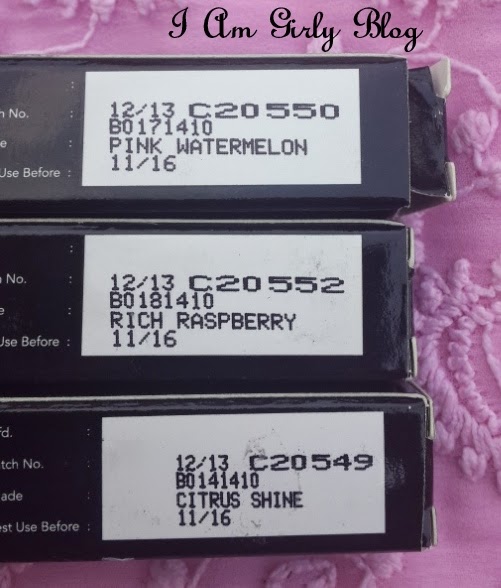 I Am Girly Blog
:
n No. : 12/13 C20550
B0171410
e : PINK WATERMELON
Use Before : 11/16
:
n No. : 12/13 C20552
B0181410
e : RICH RASPBERRY
Use Before : 11/16
fd. :
tch No. : 12/13 C20549
B0141410
ade : CITRUS SHINE
est Use Before : 11/16